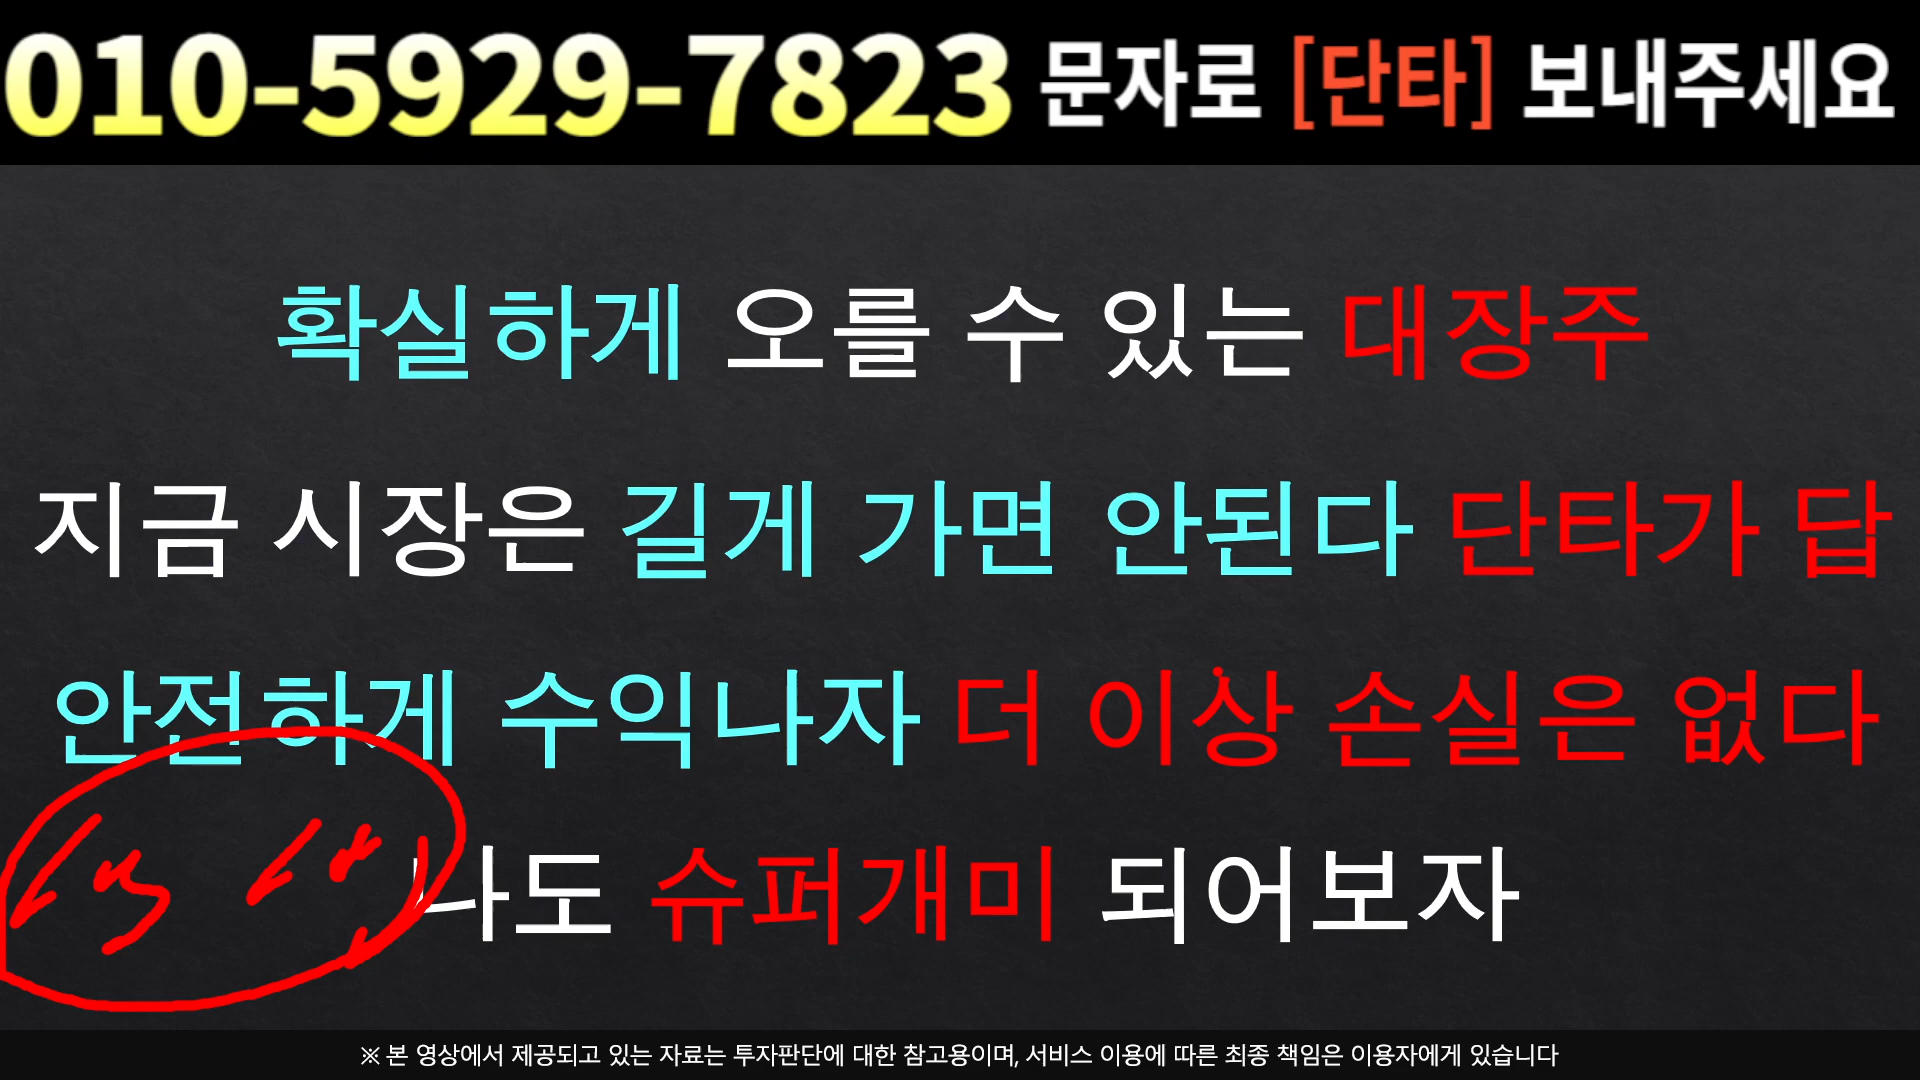 010-5929-7823 문자로 [단타] 보내주세요
확실하게 오를 수 있는 대장주
지금 시장은 길게 가면 안된다 단타가 답
안전하게 수익나자 더 이상 손실은 없다
나도 슈퍼개미 되어보자
※ 본 영상에서 제공되고 있는 자료는 투자판단에 대한 참고용이며, 서비스 이용에 따른 최종 책임은 이용자에게 있습니다